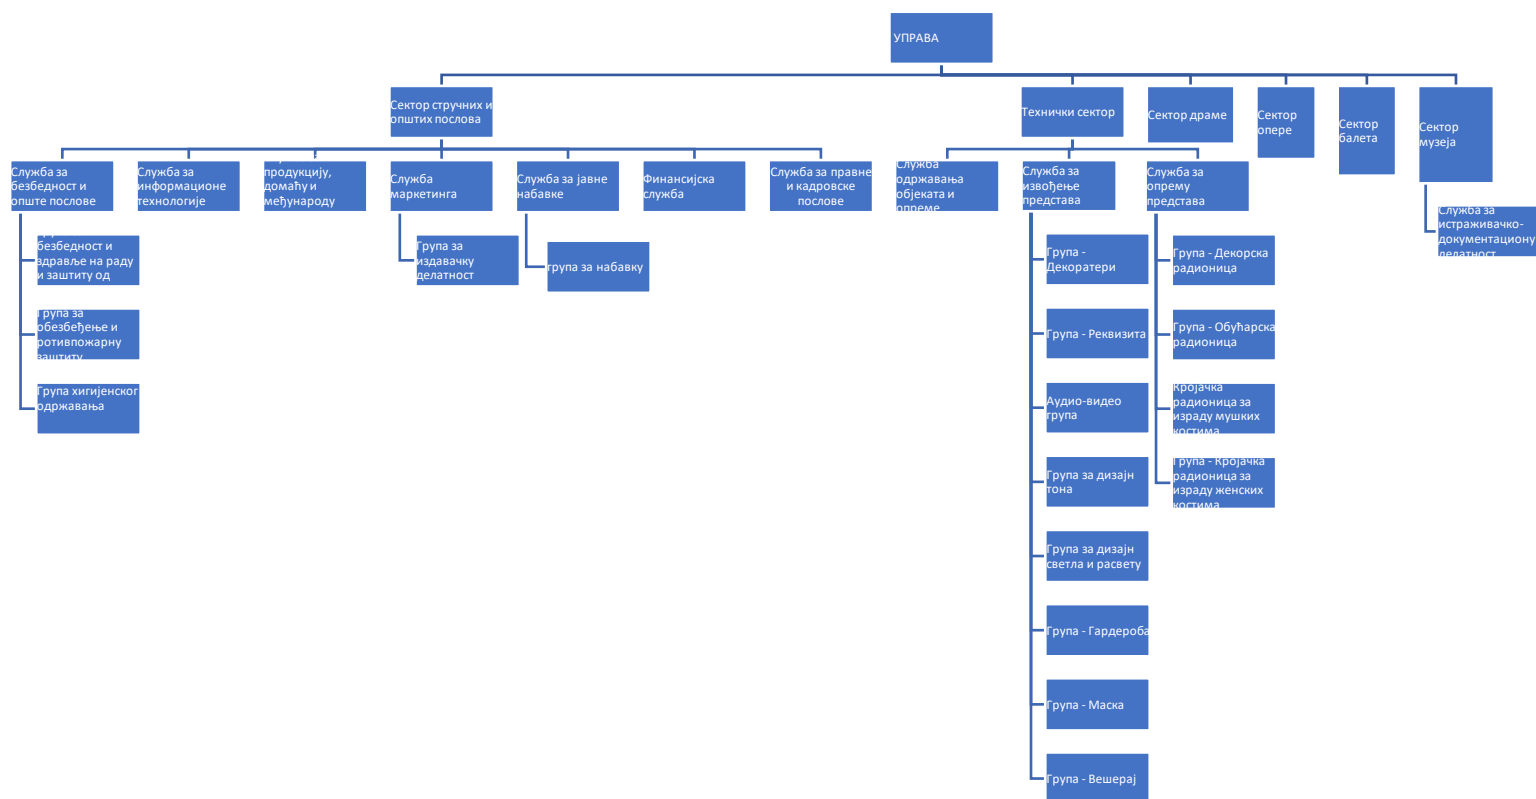 УПРАВА
Сектор стручних и
општих послова
Технички сектор
Сектор драме
Сектор
опере
Сектор
балета
Сектор
музеја
Служба за
безбедност и
опште послове
Служба за
информационе
технологије
продукцију,
домаћу и
међународу
Служба
маркетинга
Служба за јавне
набавке
Финансијска
служба
Служба за правне
и кадровске
послове
Служба
одржавања
објеката и
опреме
Служба за
извођење
представа
Служба за
опрему
представа
Служба за
истраживачко-
документациону
делатност
безбедност и
здравље на раду
и заштиту од
Група за
обезбеђење и
ротивпожарну
заштиту
Група хигијенског
одржавања
Група за
издавачку
делатност
група за набавку
Група -
Декоратери
Група - Реквизита
Аудио-видео
група
Група за дизајн
тона
Група за дизајн
светла и расвету
Група - Гардероба
Група - Маска
Група - Вешерај
Група - Декорска
радионица
Група - Обућарска
радионица
Кројачка
радионица за
израду мушких
костима
Група - Кројачка
радионица за
израду женских
костима